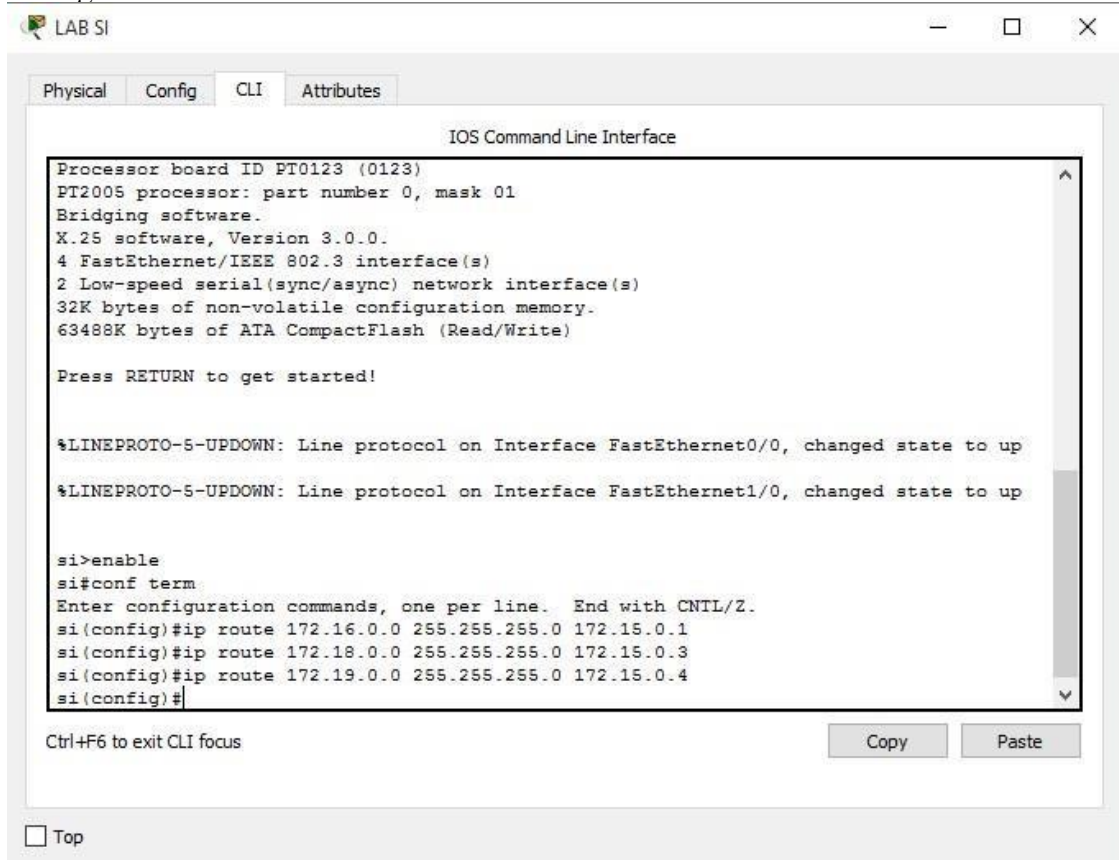 LAB SI
Physical Config CLI Attributes
IOS Command Line Interface
Processor board ID PT0123 (0123)
PT2005 processor: part number 0, mask 01
Bridging software.
X.25 software, Version 3.0.0.
4 FastEthernet/IEEE 802.3 interface(s)
2 Low-speed serial(sync/async) network interface(s)
32K bytes of non-volatile configuration memory.
63488K bytes of ATA CompactFlash (Read/Write)
Press RETURN to get started!
%LINEPROTO-5-UPDOWN: Line protocol on Interface FastEthernet0/0, changed state to up
%LINEPROTO-5-UPDOWN: Line protocol on Interface FastEthernet1/0, changed state to up
si>enable
si#conf term
Enter configuration commands, one per line. End with CNTL/Z.
si(config)#ip route 172.16.0.0 255.255.255.0 172.15.0.1
si(config)#ip route 172.18.0.0 255.255.255.0 172.15.0.3
si(config)#ip route 172.19.0.0 255.255.255.0 172.15.0.4
si(config)#
Ctrl+F6 to exit CLI focus
Copy Paste
Top